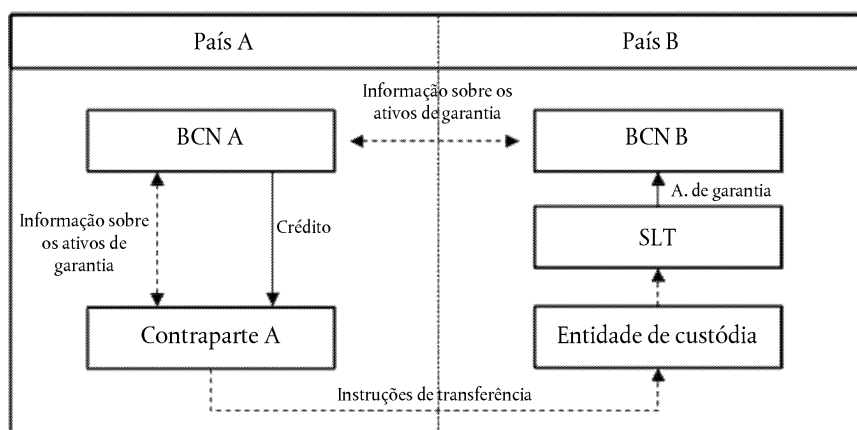 País A
País B
Informação sobre os
ativos de garantia
BCN A
BCN B
A. de garantia
Informação sobre
os ativos de
garantia
Crédito
SLT
Contraparte A
Entidade de custódia
Instruções de transferência